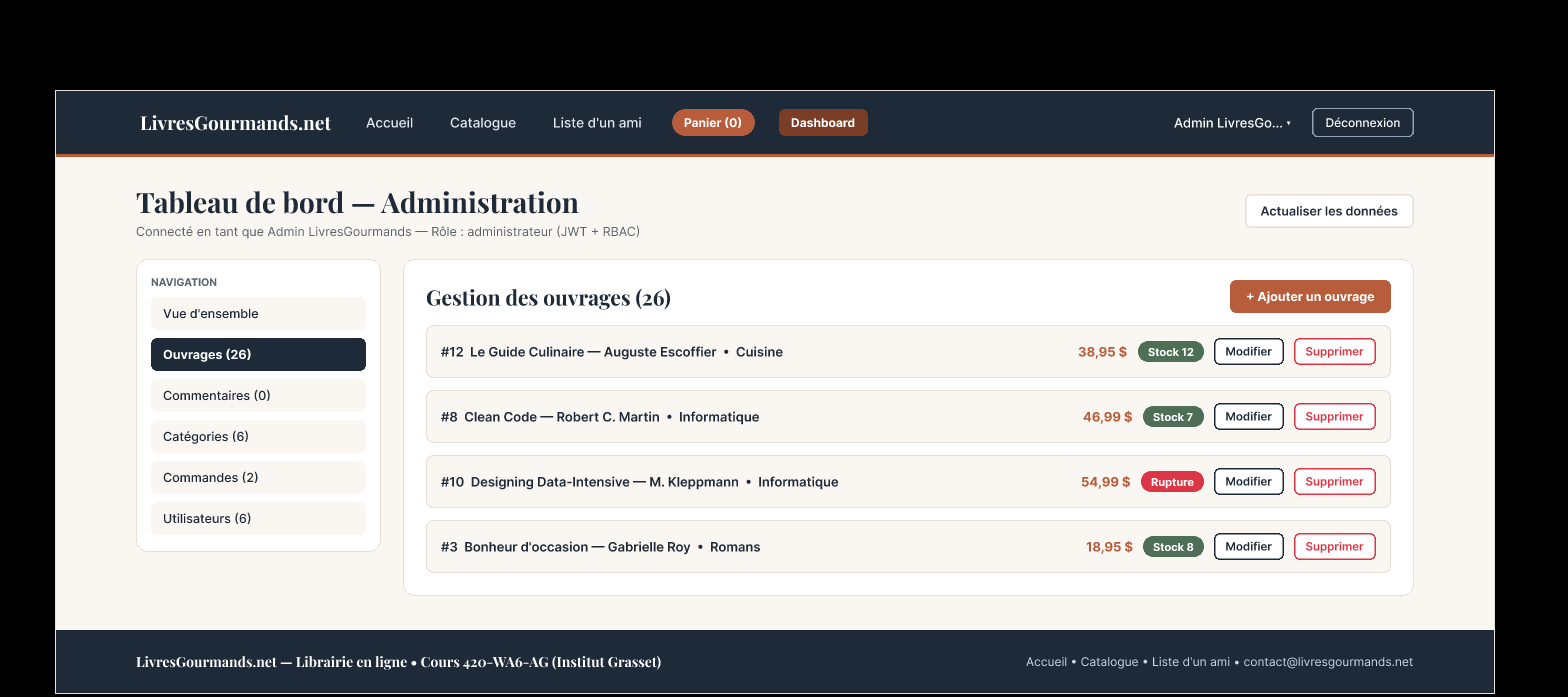 LivresGourmands.net Accueil Catalogue Liste d'un ami Panier (0) Dashboard Admin LivresGo... ▾ Déconnexion
Tableau de bord — Administration
Connecté en tant que Admin LivresGourmands — Rôle : administrateur (JWT + RBAC)
Actualiser les données
NAVIGATION
Vue d'ensemble
Ouvrages (26)
Commentaires (0)
Catégories (6)
Commandes (2)
Utilisateurs (6)
Gestion des ouvrages (26)
+ Ajouter un ouvrage
#12 Le Guide Culinaire — Auguste Escoffier • Cuisine 38,95 $ Stock 12 Modifier Supprimer
#8 Clean Code — Robert C. Martin • Informatique 46,99 $ Stock 7 Modifier Supprimer
#10 Designing Data-Intensive — M. Kleppmann • Informatique 54,99 $ Rupture Modifier Supprimer
#3 Bonheur d'occasion — Gabrielle Roy • Romans 18,95 $ Stock 8 Modifier Supprimer
LivresGourmands.net — Librairie en ligne • Cours 420-WA6-AG (Institut Grasset)
Accueil • Catalogue • Liste d'un ami • contact@livresgourmands.net